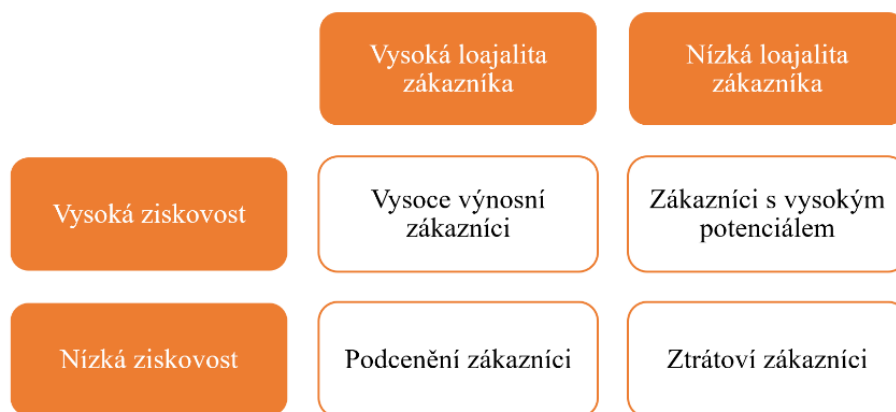 Vysoká loajalita
zákazníka
Nízká loajalita
zákazníka
Vysoká ziskovost
Vysoce výnosní
zákazníci
Zákazníci s vysokým
potenciálem
Nízká ziskovost
Podcenění zákazníci
Ztrátoví zákazníci